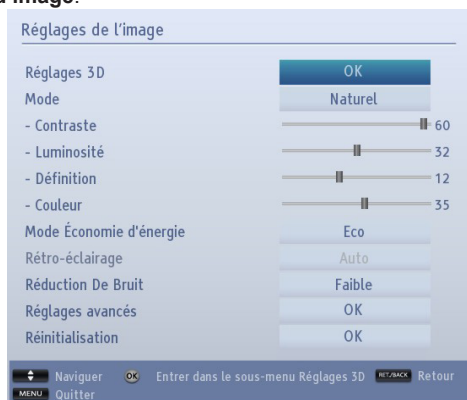 Image.
Réglages de l'image
Réglages 3D OK
Mode Naturel
- Contraste 60
- Luminosité 32
- Définition 12
- Couleur 35
Mode Économie d'énergie Eco
Rétro-éclairage Auto
Réduction De Bruit Faible
Réglages avancés OK
Réinitialisation OK
Naviguer OK Entrer dans le sous-menu Réglages 3D RET./BACK Retour
MENU Quitter